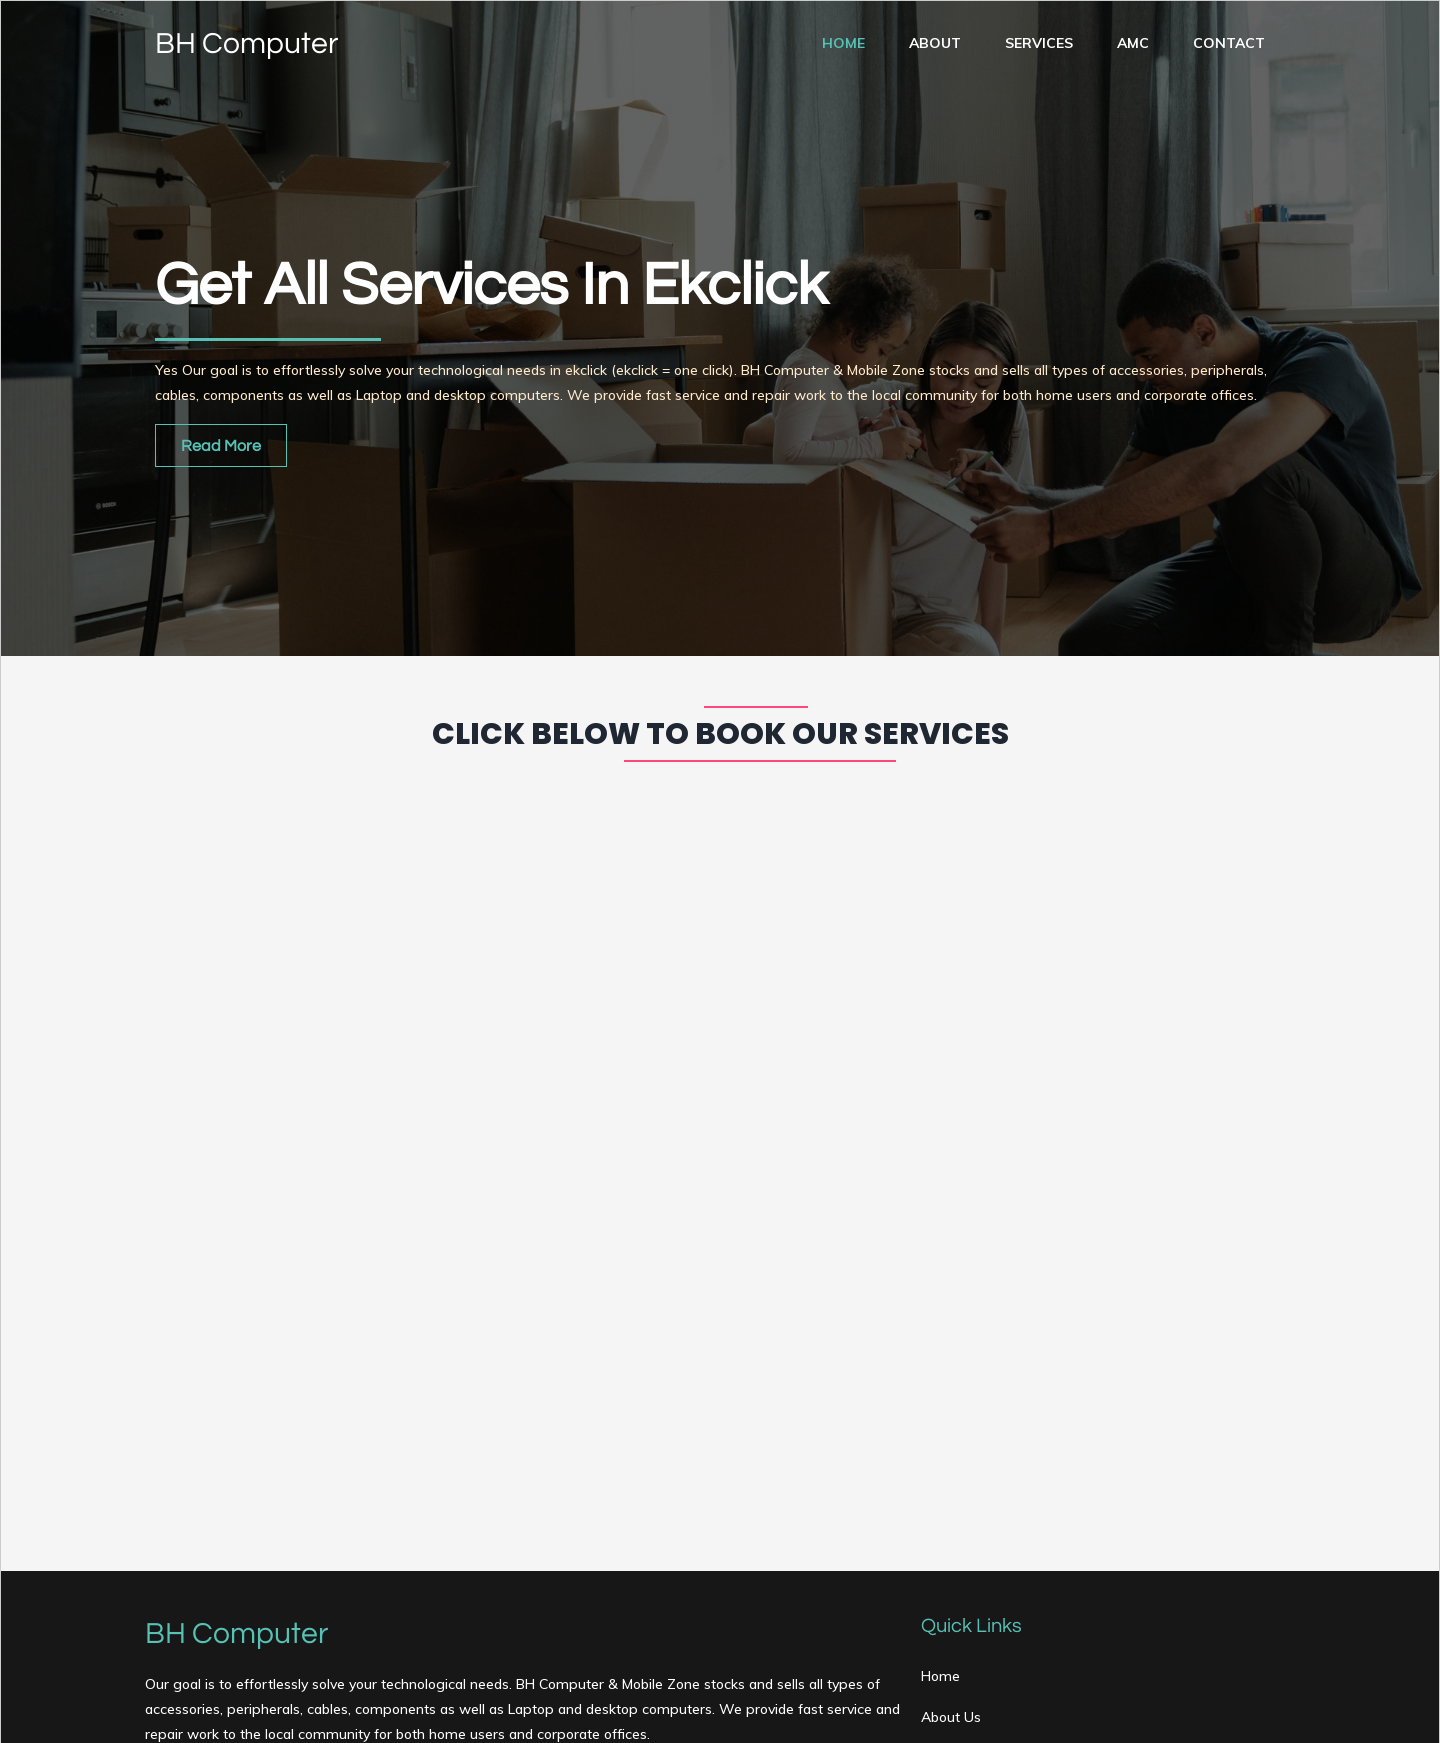 BH Computer
HOME ABOUT SERVICES AMC CONTACT
Get All Services In Ekclick
Yes Our goal is to effortlessly solve your technological needs in ekclick (ekclick = one click). BH Computer & Mobile Zone stocks and sells all types of accessories, peripherals,
cables, components as well as Laptop and desktop computers. We provide fast service and repair work to the local community for both home users and corporate offices.
Read More
CLICK BELOW TO BOOK OUR SERVICES
BH Computer
Our goal is to effortlessly solve your technological needs. BH Computer & Mobile Zone stocks and sells all types of
accessories, peripherals, cables, components as well as Laptop and desktop computers. We provide fast service and
repair work to the local community for both home users and corporate offices.
Quick Links
Home
About Us